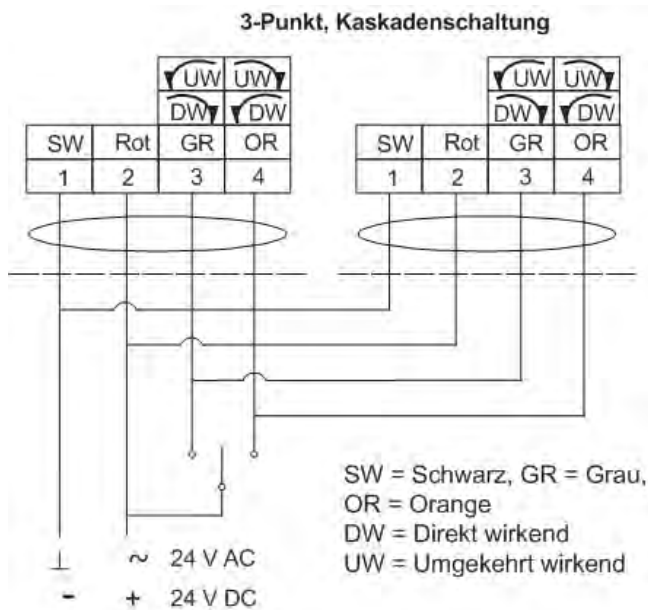 3-Punkt, Kaskadenschaltung
UW UW UW UW
DW DW DW DW
SW Rot GR OR SW Rot GR OR
1 2 3 4 1 2 3 4
SW = Schwarz, GR = Grau,
OR = Orange
DW = Direkt wirkend
UW = Umgekehrt wirkend
⊥ ~ 24 V AC
- + 24 V DC